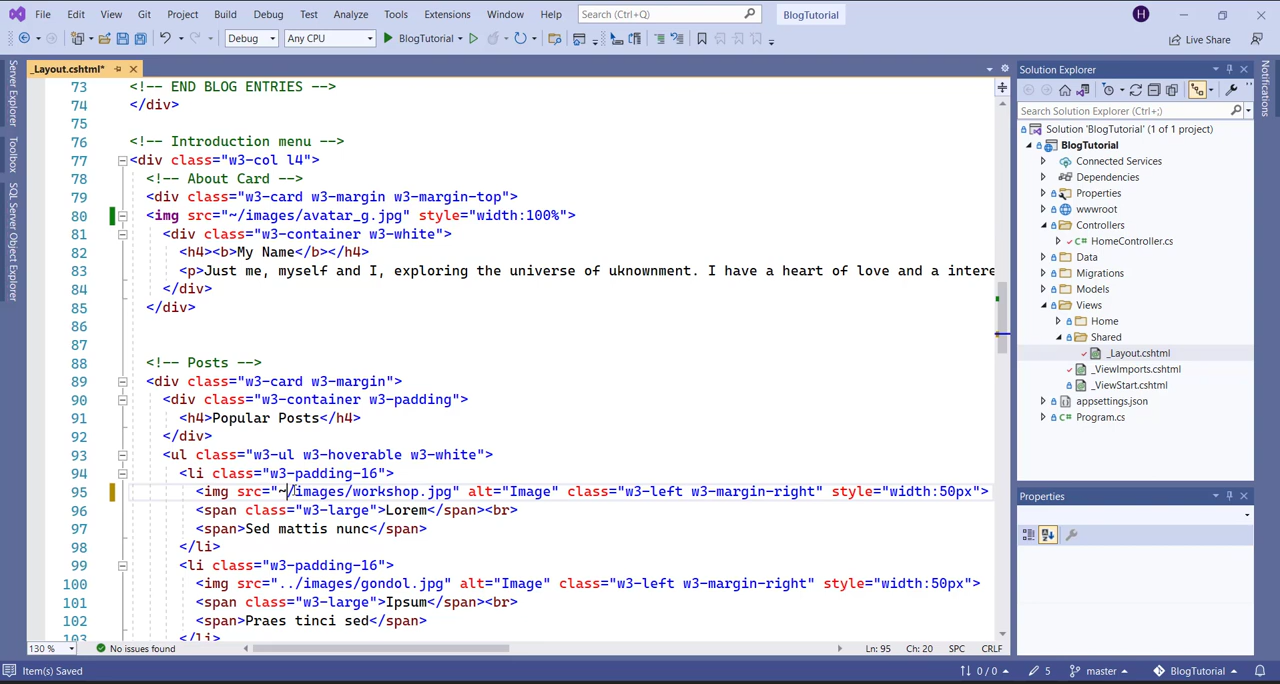 File Edit View Git Project Build Debug Test Analyze Tools Extensions Window Help Search (Ctrl+Q) BlogTutorial H
Debug Any CPU BlogTutorial Live Share
Server Explorer
Toolbox
SQL Server Object Explorer
_Layout.cshtml*
73 <!-- END BLOG ENTRIES -->
74 </div>
75
76 <!-- Introduction menu -->
77 <div class="w3-col l4">
78 <!-- About Card -->
79 <div class="w3-card w3-margin w3-margin-top">
80 <img src="~/images/avatar_g.jpg" style="width:100%">
81 <div class="w3-container w3-white">
82 <h4><b>My Name</b></h4>
83 <p>Just me, myself and I, exploring the universe of uknownment. I have a heart of love and a intere
84 </div>
85 </div>
86
87
88 <!-- Posts -->
89 <div class="w3-card w3-margin">
90 <div class="w3-container w3-padding">
91 <h4>Popular Posts</h4>
92 </div>
93 <ul class="w3-ul w3-hoverable w3-white">
94 <li class="w3-padding-16">
95 <img src="~/images/workshop.jpg" alt="Image" class="w3-left w3-margin-right" style="width:50px">
96 <span class="w3-large">Lorem</span><br>
97 <span>Sed mattis nunc</span>
98 </li>
99 <li class="w3-padding-16">
100 <img src="../images/gondol.jpg" alt="Image" class="w3-left w3-margin-right" style="width:50px">
101 <span class="w3-large">Ipsum</span><br>
102 <span>Praes tinci sed</span>
103 </li>
130 % No issues found Ln: 95 Ch: 20 SPC CRLF
Solution Explorer
Search Solution Explorer (Ctrl+;)
Solution 'BlogTutorial' (1 of 1 project)
BlogTutorial
Connected Services
Dependencies
Properties
wwwroot
Controllers
C# HomeController.cs
Data
Migrations
Models
Views
Home
Shared
_Layout.cshtml
_ViewImports.cshtml
_ViewStart.cshtml
appsettings.json
C# Program.cs
Properties
Notifications
Item(s) Saved 0 / 0 5 master BlogTutorial